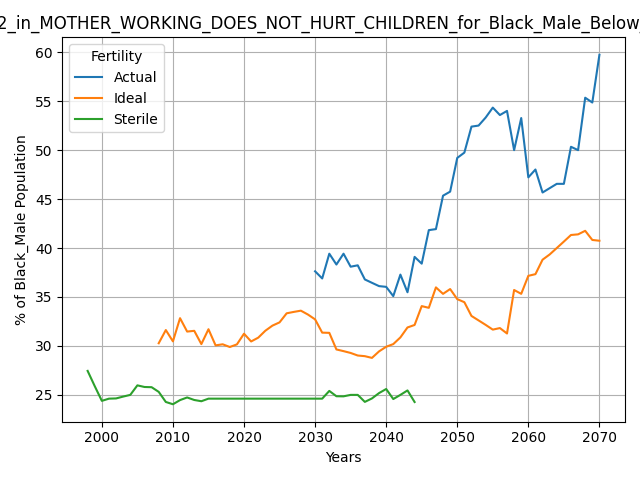 2_in_MOTHER_WORKING_DOES_NOT_HURT_CHILDREN_for_Black_Male_Below_
Fertility
Actual
Ideal
Sterile
% of Black_Male Population
60
55
50
45
40
35
30
25
2000 2010 2020 2030 2040 2050 2060 2070
Years